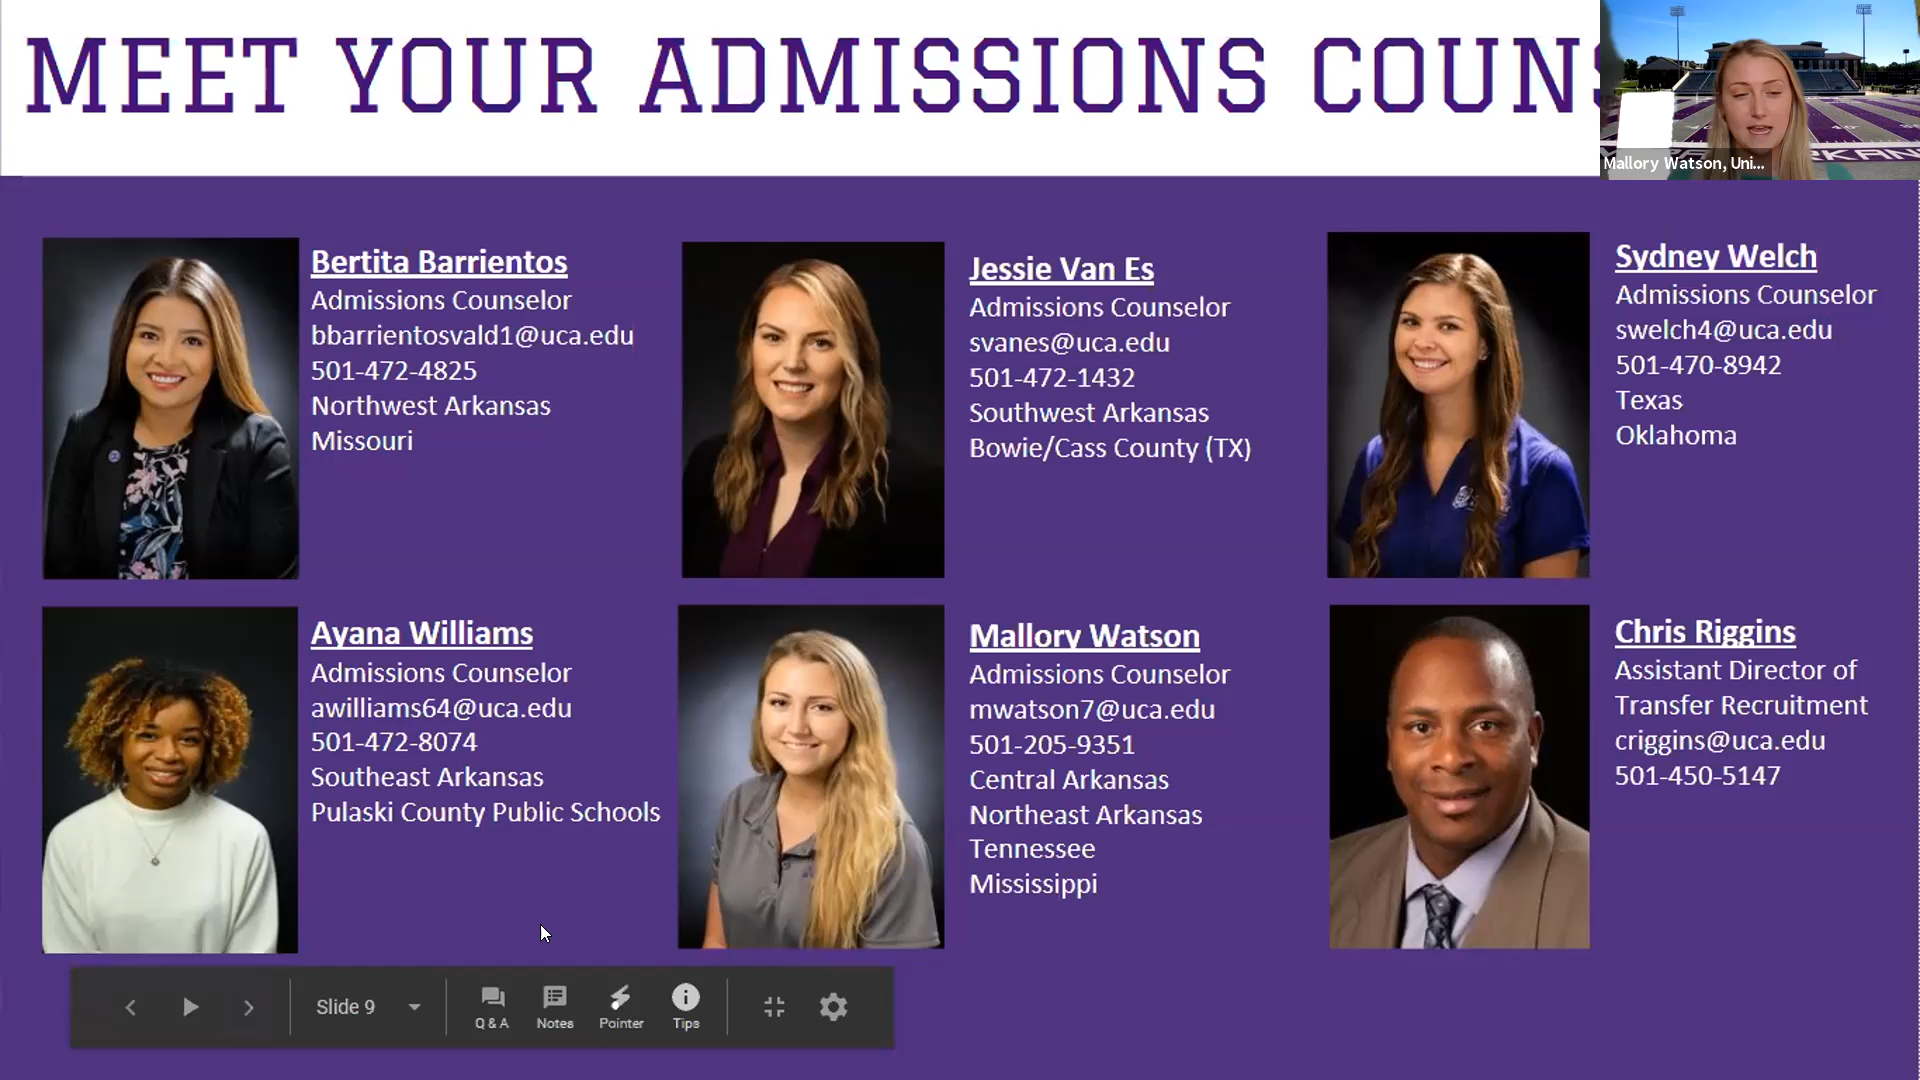 MEET YOUR ADMISSIONS COUNS
Mallory Watson, Uni...
Bertita Barrientos
Admissions Counselor
bbarrientosvald1@uca.edu
501-472-4825
Northwest Arkansas
Missouri
Jessie Van Es
Admissions Counselor
svanes@uca.edu
501-472-1432
Southwest Arkansas
Bowie/Cass County (TX)
Sydney Welch
Admissions Counselor
swelch4@uca.edu
501-470-8942
Texas
Oklahoma
Ayana Williams
Admissions Counselor
awilliams64@uca.edu
501-472-8074
Southeast Arkansas
Pulaski County Public Schools
Mallory Watson
Admissions Counselor
mwatson7@uca.edu
501-205-9351
Central Arkansas
Northeast Arkansas
Tennessee
Mississippi
Chris Riggins
Assistant Director of
Transfer Recruitment
criggins@uca.edu
501-450-5147
Slide 9
Q & A
Notes
Pointer
Tips